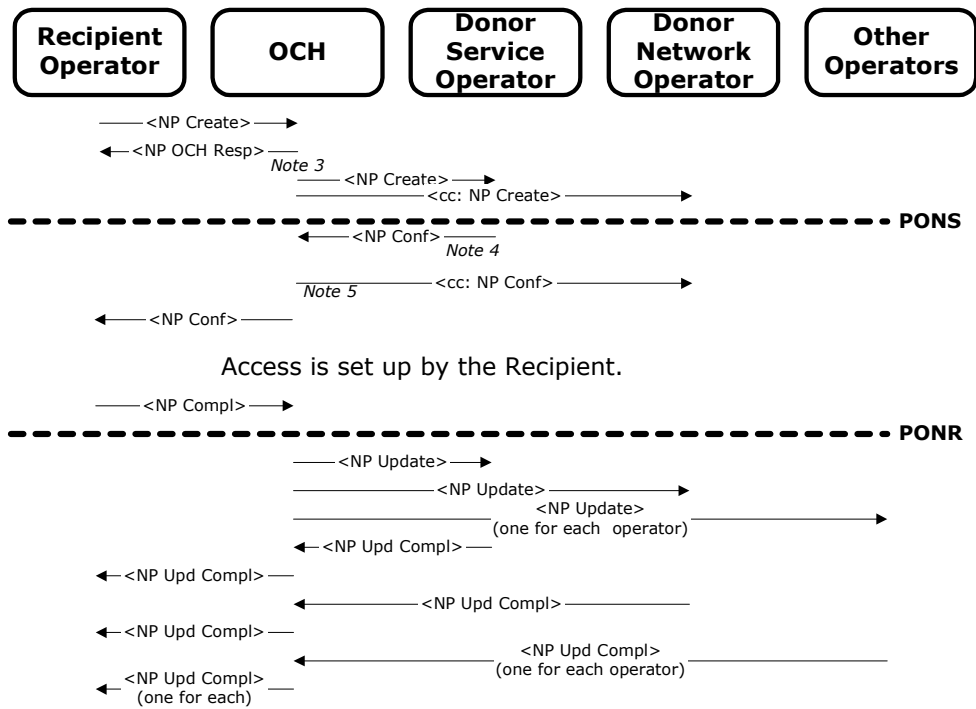 Recipient
Operator
OCH
Donor
Service
Operator
Donor
Network
Operator
Other
Operators
<NP Create>
<NP OCH Resp>
Note 3
<NP Create>
<cc: NP Create>
PONS
<NP Conf>
Note 4
Note 5
<cc: NP Conf>
<NP Conf>
Access is set up by the Recipient.
<NP Compl>
PONR
<NP Update>
<NP Update>
<NP Update>
(one for each operator)
<NP Upd Compl>
<NP Upd Compl>
<NP Upd Compl>
<NP Upd Compl>
<NP Upd Compl>
(one for each operator)
<NP Upd Compl>
(one for each)